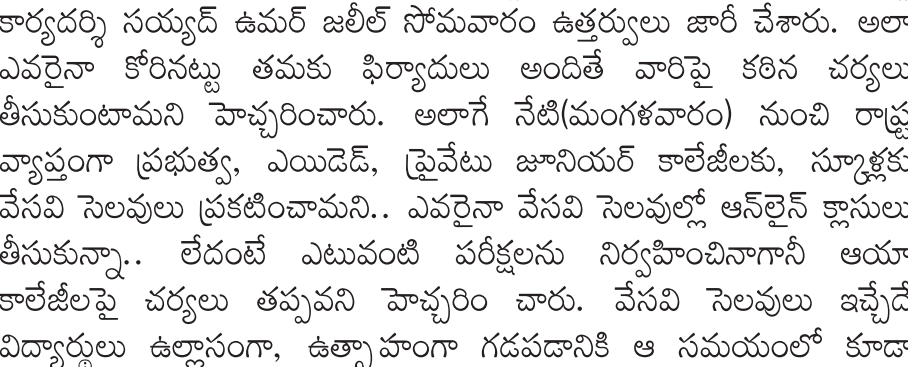 కార్యదర్శి సయ్యద్ ఉమర్ జలీల్ సోమవారం ఉత్తర్వులు జారీ చేశారు. అలా
ఎవరైనా కోరినట్టు తమకు ఫిర్యాదులు అందితే వారిపై కఠిన చర్యలు
తీసుకుంటామని హెచ్చరించారు. అలాగే నేటి(మంగళవారం) నుంచి రాష్ట్ర
వ్యాప్తంగా ప్రభుత్వ, ఎయిడెడ్, ప్రైవేటు జూనియర్ కాలేజీలకు, స్కూళ్లకు
వేసవి సెలవులు ప్రకటించామని.. ఎవరైనా వేసవి సెలవుల్లో ఆన్‌లైన్ క్లాసులు
తీసుకున్నా.. లేదంటే ఎటువంటి పరీక్షలను నిర్వహించినాగానీ ఆయా
కాలేజీలపై చర్యలు తప్పవని హెచ్చరిం చారు. వేసవి సెలవులు ఇచ్చేదే
విద్యార్థులు ఉల్లాసంగా, ఉత్సాహంగా గడపడానికి ఆ సమయంలో కూడా